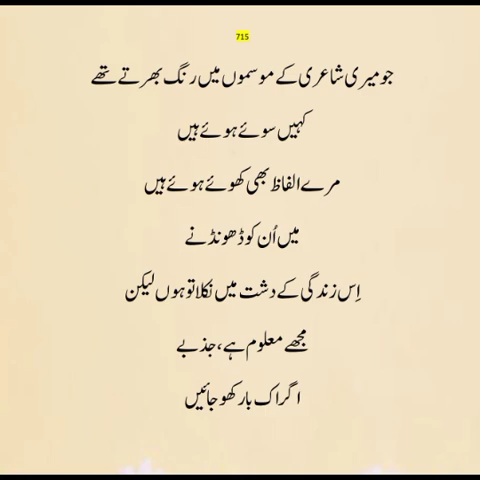 715
جو میری شاعری کے موسموں میں رنگ بھرتے تھے
کہیں سوئے ہوئے ہیں
مرے الفاظ بھی کھوئے ہوئے ہیں
میں اُن کو ڈھونڈنے
اِس زندگی کے دشت میں نکلا تو ہوں لیکن
مجھے معلوم ہے، جذبے
اگر اک بار کھو جائیں